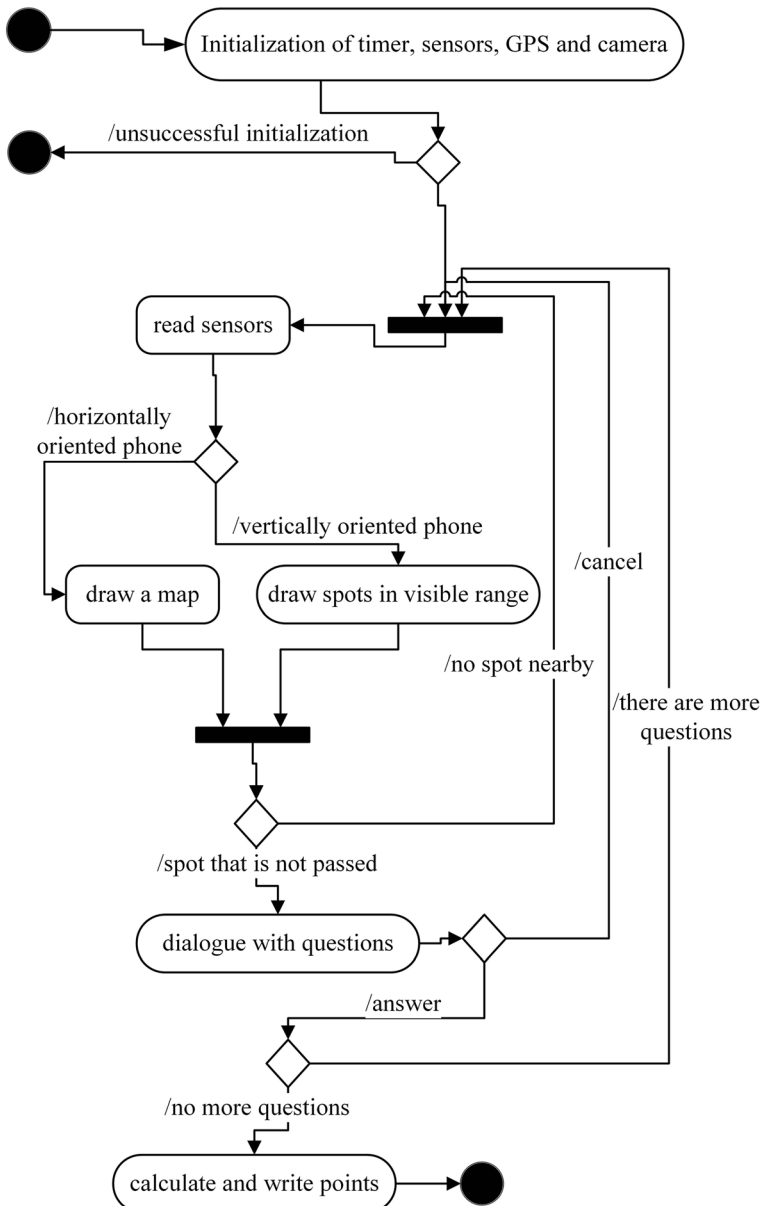 Initialization of timer, sensors, GPS and camera
/unsuccessful initialization
read sensors
/horizontally
oriented phone
/vertically oriented phone
/cancel
draw a map
draw spots in visible range
/no spot nearby
/there are more
questions
/spot that is not passed
dialogue with questions
/answer
/no more questions
calculate and write points